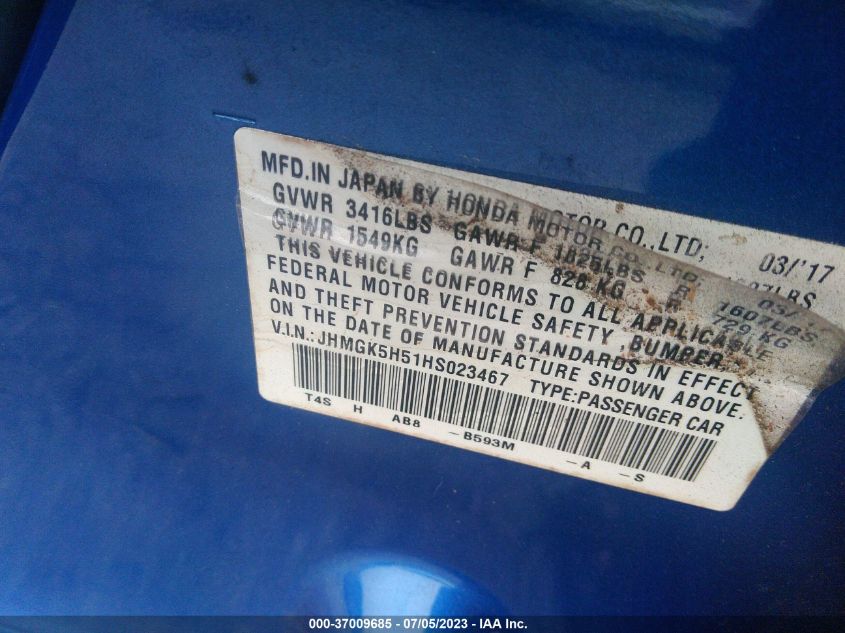 MFD.IN JAPAN BY HONDA MOTOR CO.,LTD; 03/'17
GVWR 3416LBS GAWR F 1826LBS R 1607LBS
GVWR 1549KG GAWR F 828 KG R 729 KG
THIS VEHICLE CONFORMS TO ALL APPLICABLE
FEDERAL MOTOR VEHICLE SAFETY, BUMPER,
AND THEFT PREVENTION STANDARDS IN EFFECT
ON THE DATE OF MANUFACTURE SHOWN ABOVE.
V.I.N.: JHMGK5H51HS023467 TYPE:PASSENGER CAR
T4S H AB8 -B593M -A -S
000-37009685 - 07/05/2023 - IAA Inc.